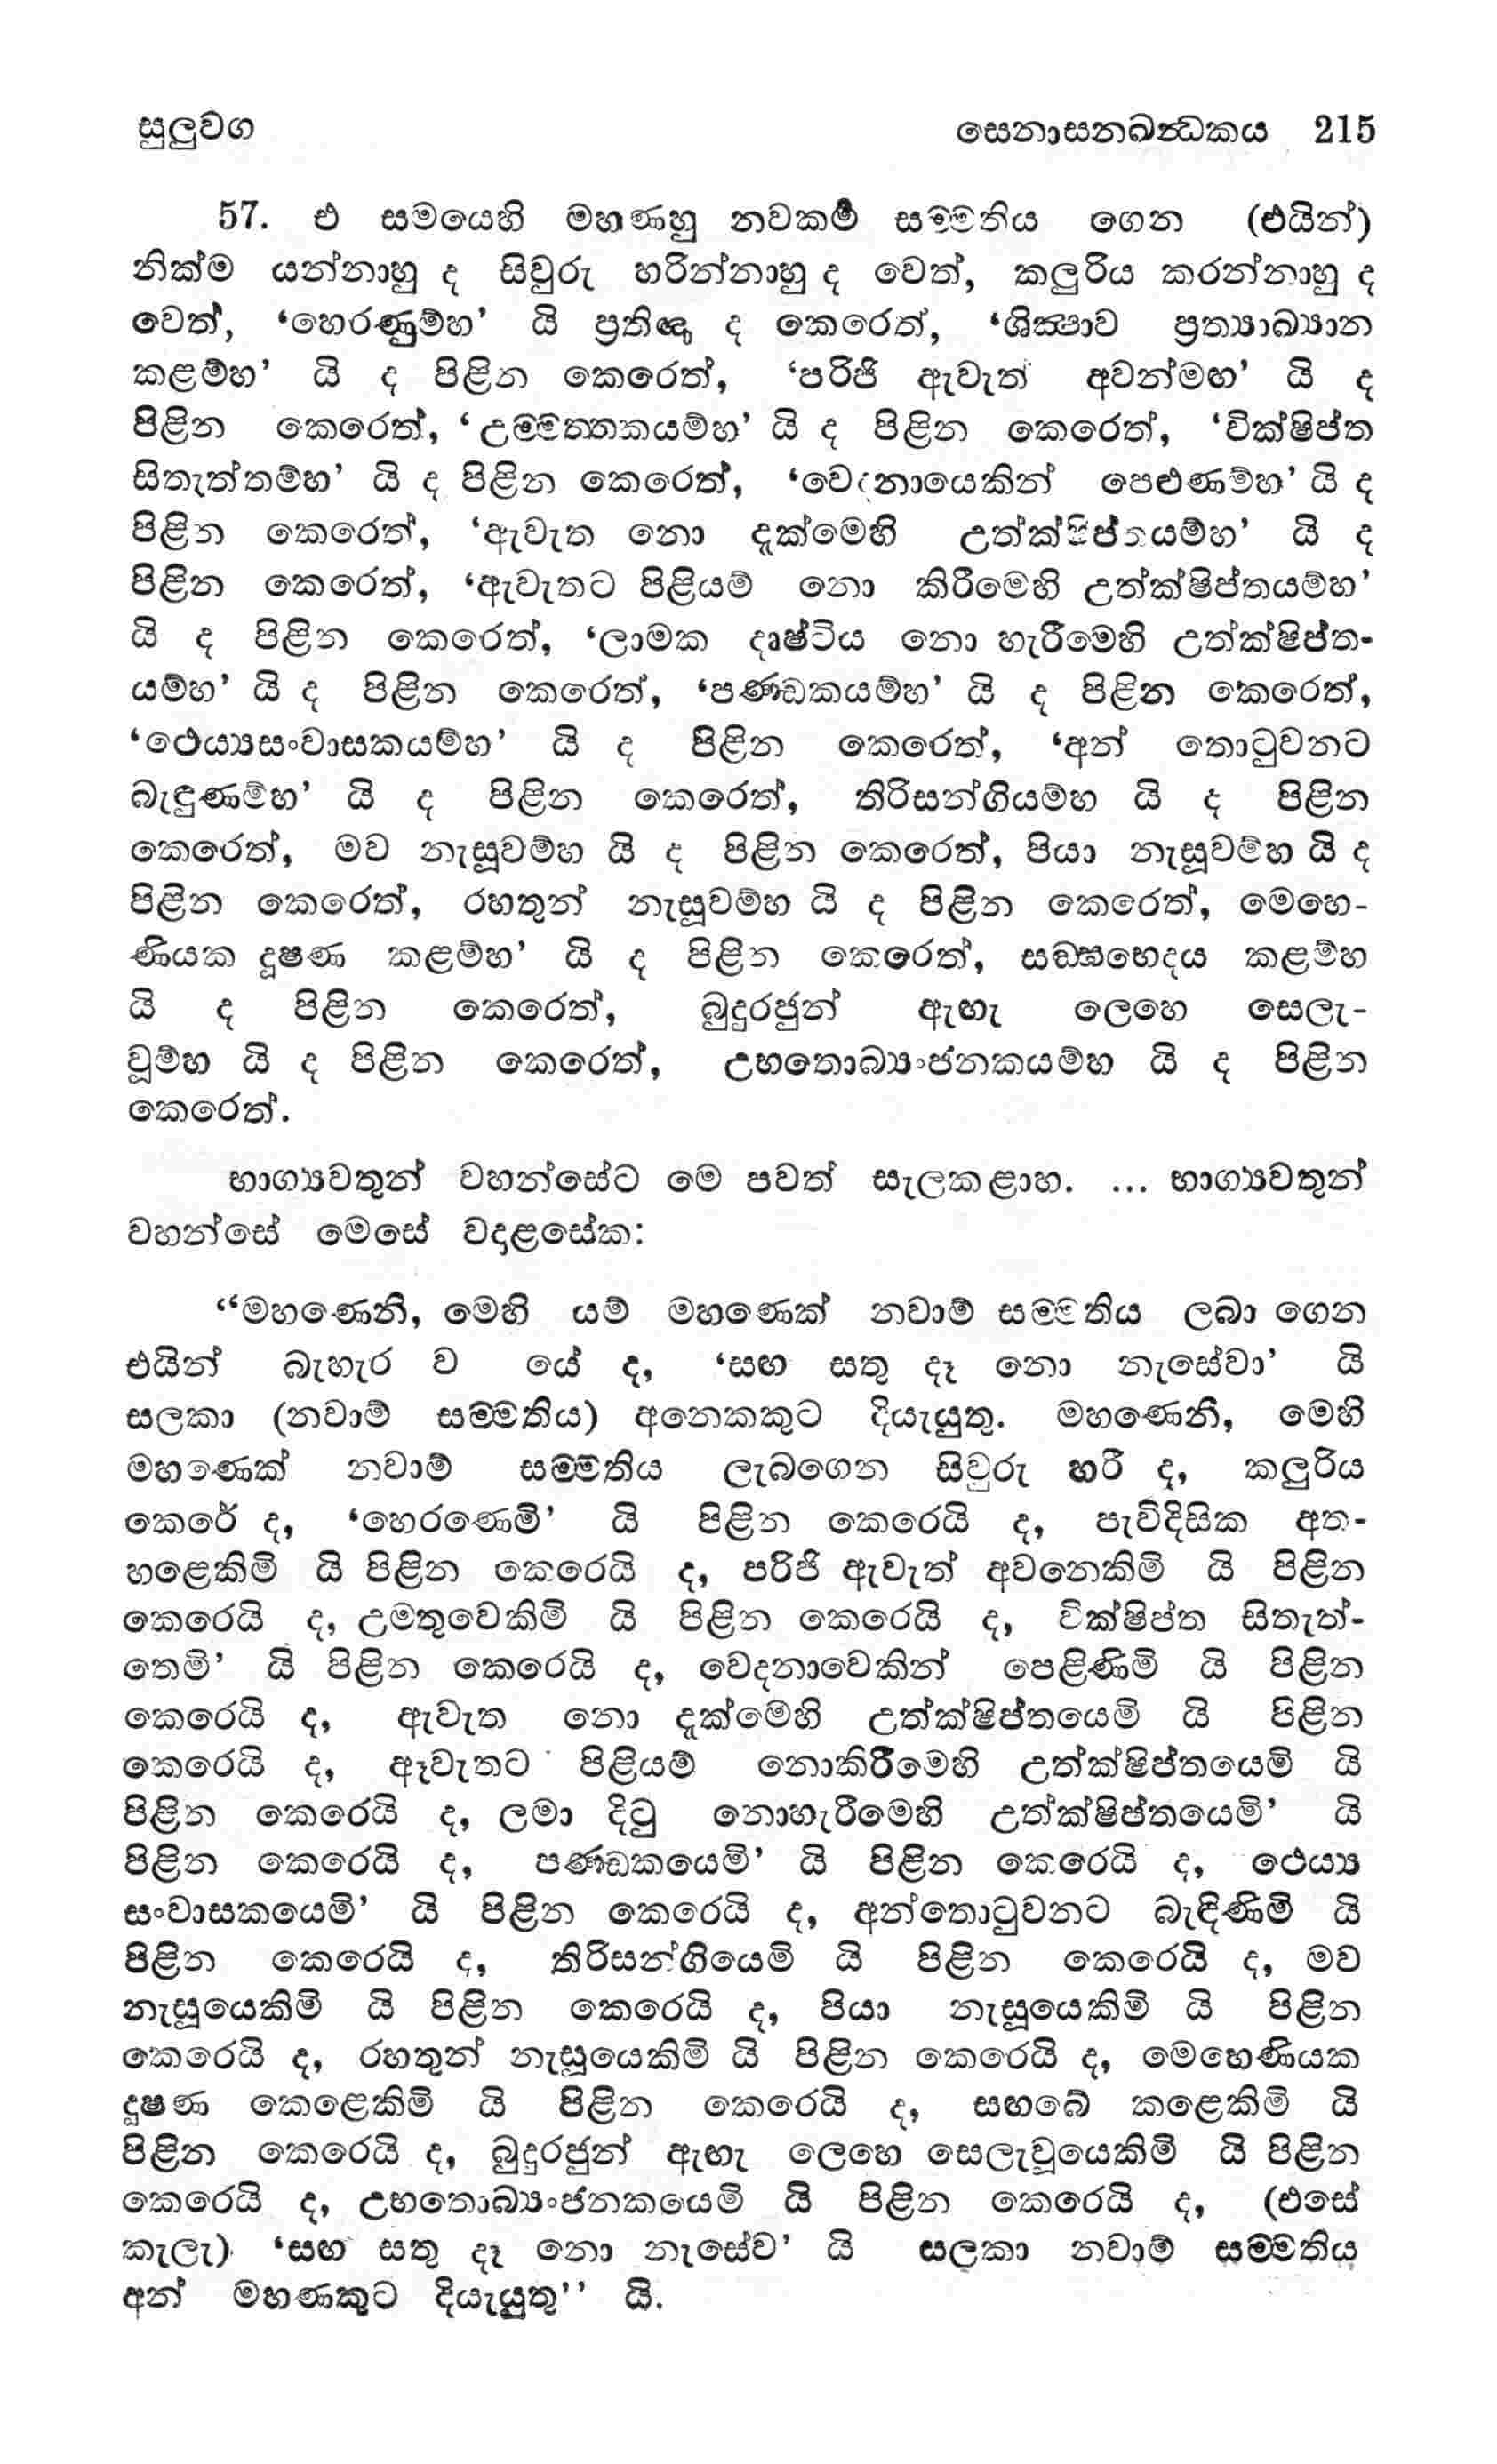 සුලුවග සෙනාසනඛන්ධකය 215
57. එ සමයෙහි මහණහු නවකර්ම සම්මතිය ගෙන (එයින්)
නික්ම යන්නාහු ද සිවුරු හරින්නාහු ද වෙත්, කලුරිය කරන්නාහු ද
වෙත්, ‘හෙරණුම්හ’ යි ප්‍රතිඥා ද කෙරෙත්, ‘ශික්‍ෂාව ප්‍රත්‍යාඛ්‍යාන
කළම්හ’ යි ද පිළින කෙරෙත්, ‘පරිජි ඇවැත් අවන්මහ’ යි ද
පිළින කෙරෙත්, ‘උම්මත්තකයම්හ’ යි ද පිළින කෙරෙත්, ‘වික්ෂිප්ත
සිතැත්තම්හ’ යි ද පිළින කෙරෙත්, ‘වෙදනායෙකින් පෙළුණම්හ’ යි ද
පිළින කෙරෙත්, ‘ඇවැත නො දැක්මෙහි උත්ක්ෂිප්තයම්හ’ යි ද
පිළින කෙරෙත්, ‘ඇවැතට පිළියම් නො කිරීමෙහි උත්ක්ෂිප්තයම්හ’
යි ද පිළින කෙරෙත්, ‘ලාමක දෘෂ්ටිය නො හැරීමෙහි උත්ක්ෂිප්ත-
යම්හ’ යි ද පිළින කෙරෙත්, ‘පණ්ඩකයම්හ’ යි ද පිළින කෙරෙත්,
‘ථෙය්‍යසංවාසකයම්හ’ යි ද පිළින කෙරෙත්, ‘අන් තොටුවනට
බැඳුණම්හ’ යි ද පිළින කෙරෙත්, තිරිසන්ගියම්හ යි ද පිළින
කෙරෙත්, මව නැසූවම්හ යි ද පිළින කෙරෙත්, පියා නැසූවම්හ යි ද
පිළින කෙරෙත්, රහතුන් නැසූවම්හ යි ද පිළින කෙරෙත්, මෙහෙ-
ණියක දූෂණ කළම්හ’ යි ද පිළින කෙරෙත්, සඞ්ඝභෙදය කළම්හ
යි ද පිළින කෙරෙත්, බුදුරජුන් ඇඟැ ලෙහෙ සෙලැ-
වූම්හ යි ද පිළින කෙරෙත්, උභතොබ්‍යංජනකයම්හ යි ද පිළින
කෙරෙත්.
භාග්‍යවතුන් වහන්සේට මෙ පවත් සැලකළාහ. ... භාග්‍යවතුන්
වහන්සේ මෙසේ වදාළසේක:
“මහණෙනි, මෙහි යම් මහණෙක් නවාම් සම්මතිය ලබා ගෙන
එයින් බැහැර ව යේ ද, ‘සඟ සතු දෑ නො නැසේවා’ යි
සලකා (නවාම් සම්මතිය) අනෙකකුට දියැයුතු. මහණෙනි, මෙහි
මහණෙක් නවාම් සම්මතිය ලැබගෙන සිවුරු හරී ද, කලුරිය
කෙරේ ද, ‘හෙරණෙමි’ යි පිළින කෙරෙයි ද, පැවිදිසික අත-
හළෙකිමි යි පිළින කෙරෙයි ද, පරිජි ඇවැත් අවනෙකිමි යි පිළින
කෙරෙයි ද, උමතුවෙකිමි යි පිළින කෙරෙයි ද, වික්ෂිප්ත සිතැත්-
තෙමි’ යි පිළින කෙරෙයි ද, වෙදනාවෙකින් පෙළිණිමි යි පිළින
කෙරෙයි ද, ඇවැත නො දැක්මෙහි උත්ක්ෂිප්තයෙමි යි පිළින
කෙරෙයි ද, ඈවැතට පිළියම් නොකිරීමෙහි උත්ක්ෂිප්තයෙමි යි
පිළින කෙරෙයි ද, ලමා දිටු නොහැරීමෙහි උත්ක්ෂිප්තයෙමි’ යි
පිළින කෙරෙයි ද, පණ්ඩකයෙමි’ යි පිළින කෙරෙයි ද, ථෙය්‍ය
සංවාසකයෙමි’ යි පිළින කෙරෙයි ද, අන්තොටුවනට බැඳිණිමි යි
පිළින කෙරෙයි ද, තිරිසන්ගියෙමි යි පිළින කෙරෙයි ද, මව
නැසූයෙකිමි යි පිළින කෙරෙයි ද, පියා නැසූයෙකිමි යි පිළින
කෙරෙයි ද, රහතුන් නැසූයෙකිමි යි පිළින කෙරෙයි ද, මෙහෙණියක
දූෂණ කෙළෙකිමි යි පිළින කෙරෙයි ද, සඟබේ කළෙකිමි යි
පිළින කෙරෙයි ද, බුදුරජුන් ඇඟැ ලෙහෙ සෙලැවූයෙකිමි යි පිළින
කෙරෙයි ද, උභතොබ්‍යංජනකයෙමි යි පිළින කෙරෙයි ද, (එසේ
කැලැ) ‘සඟ සතු දෑ නො නැසේව’ යි සලකා නවාම් සම්මතිය
අන් මහණකුට දියැයුතු’’ යි.